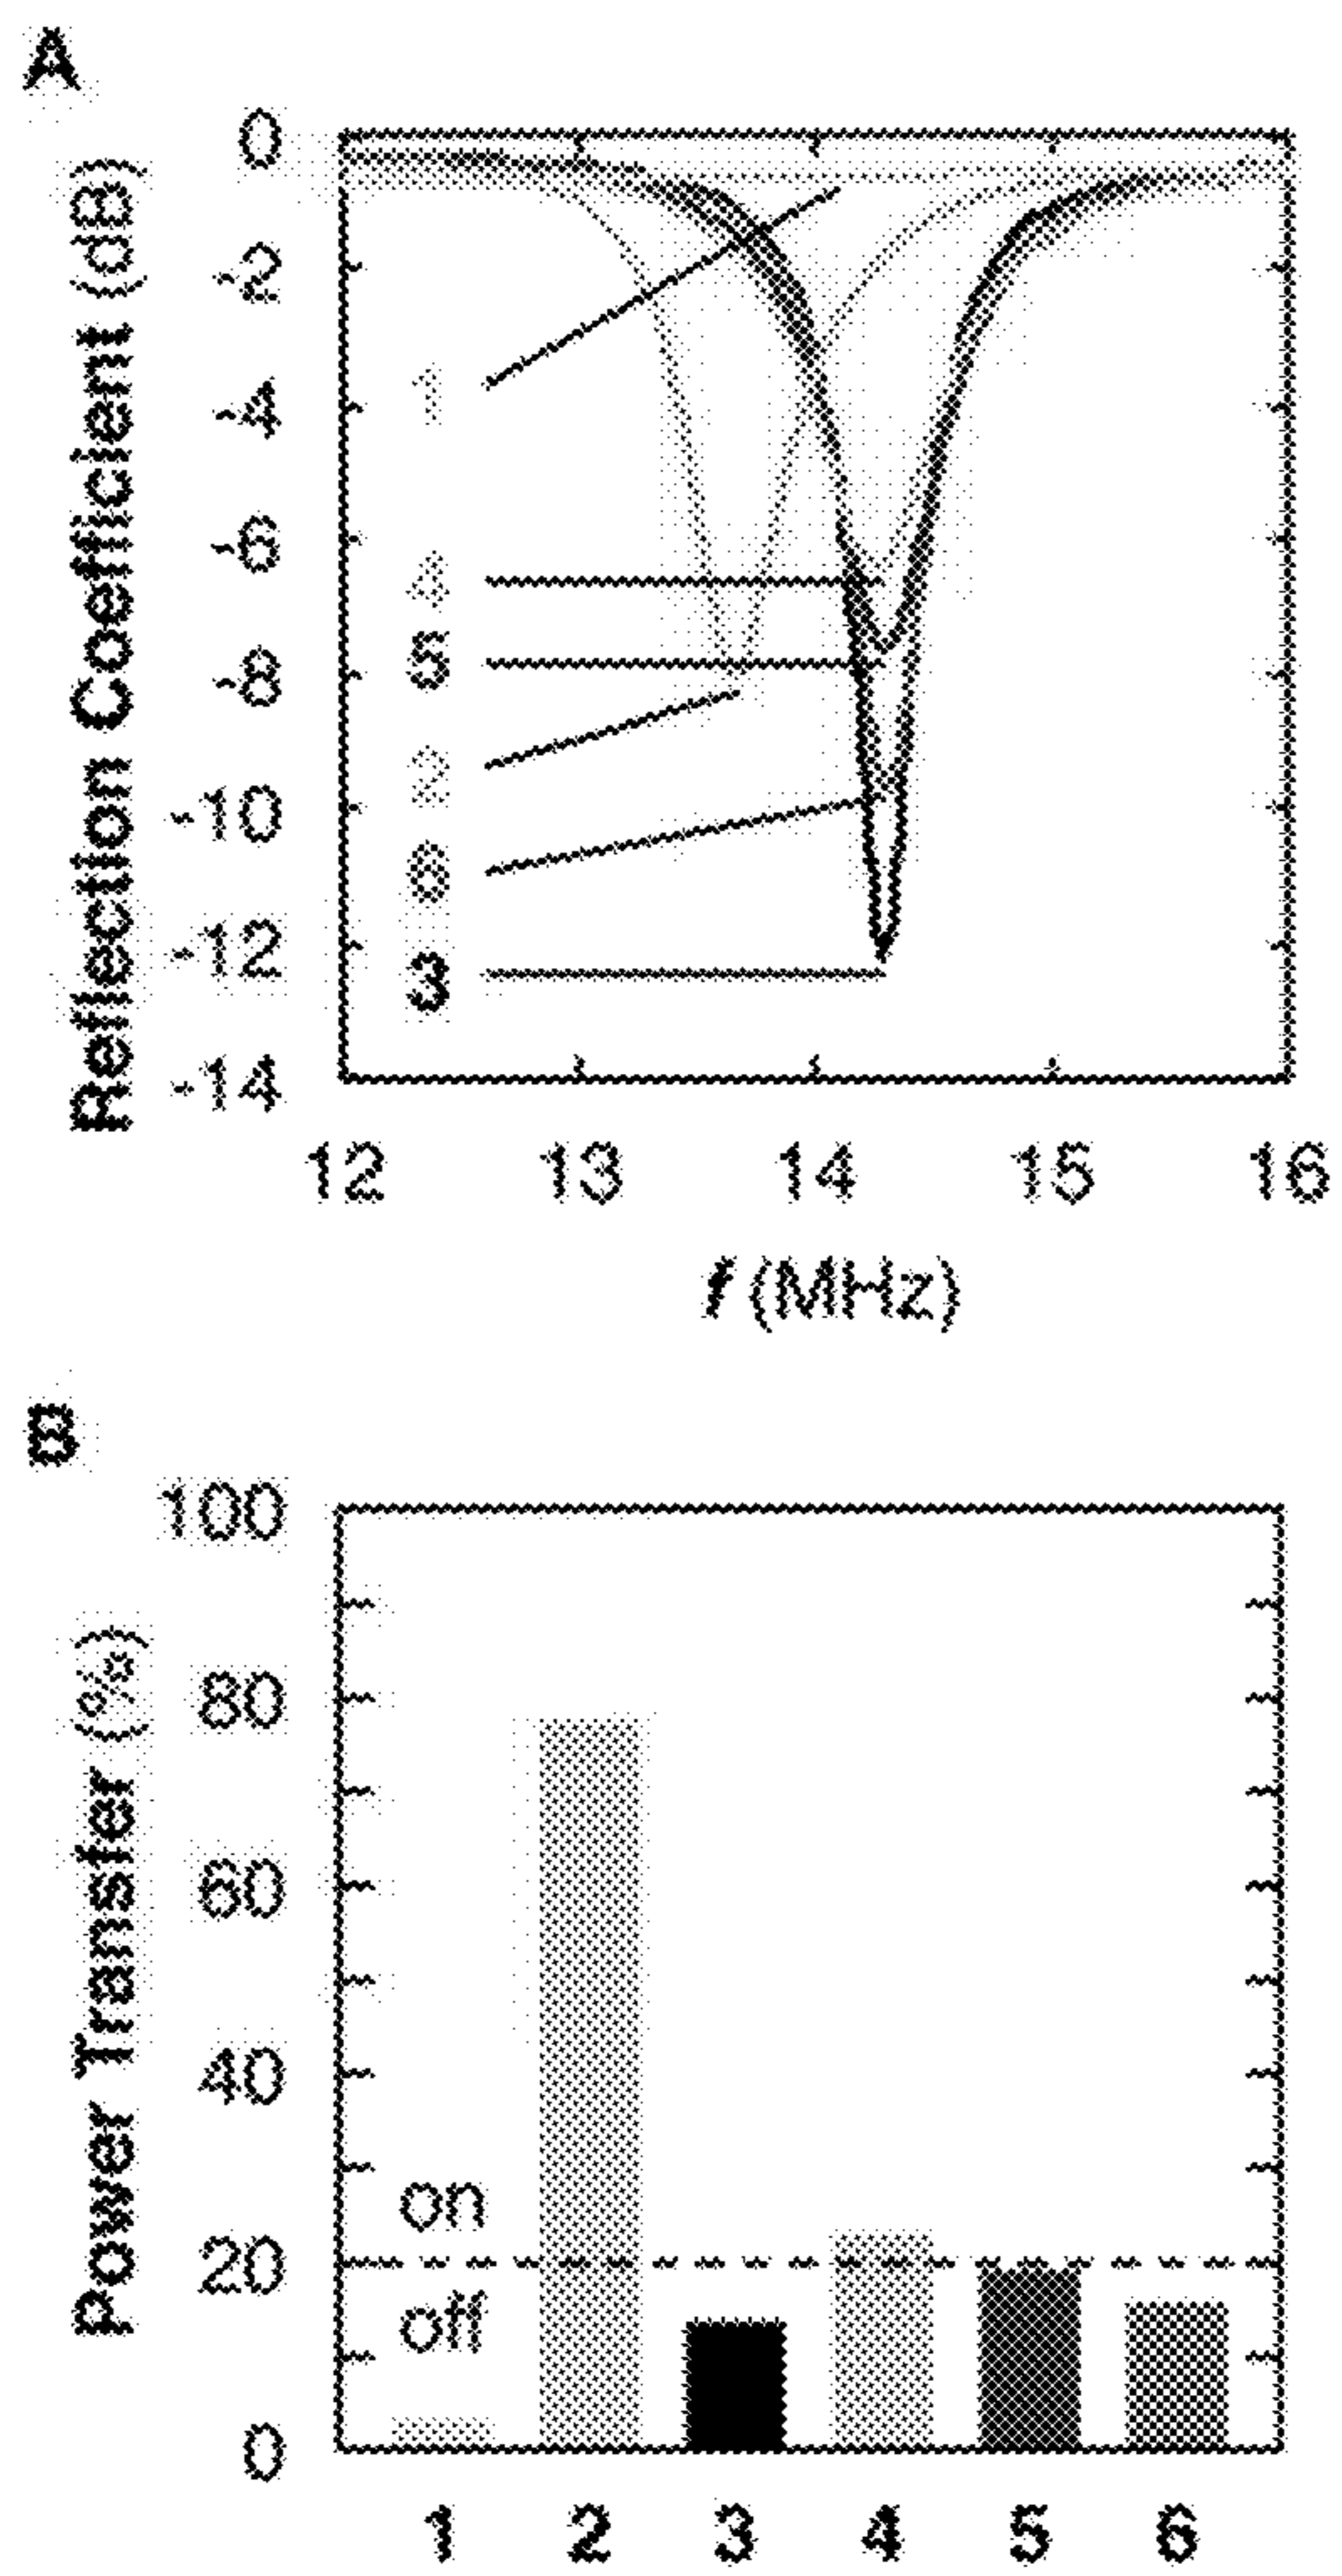 A
Reflection Coefficient (dB)
0
-2
-4
-6
-8
-10
-12
-14
1
4
5
2
6
3
12 13 14 15 16
f (MHz)
B
Power Transfer (%)
100
80
60
40
20
0
on
off
1 2 3 4 5 6